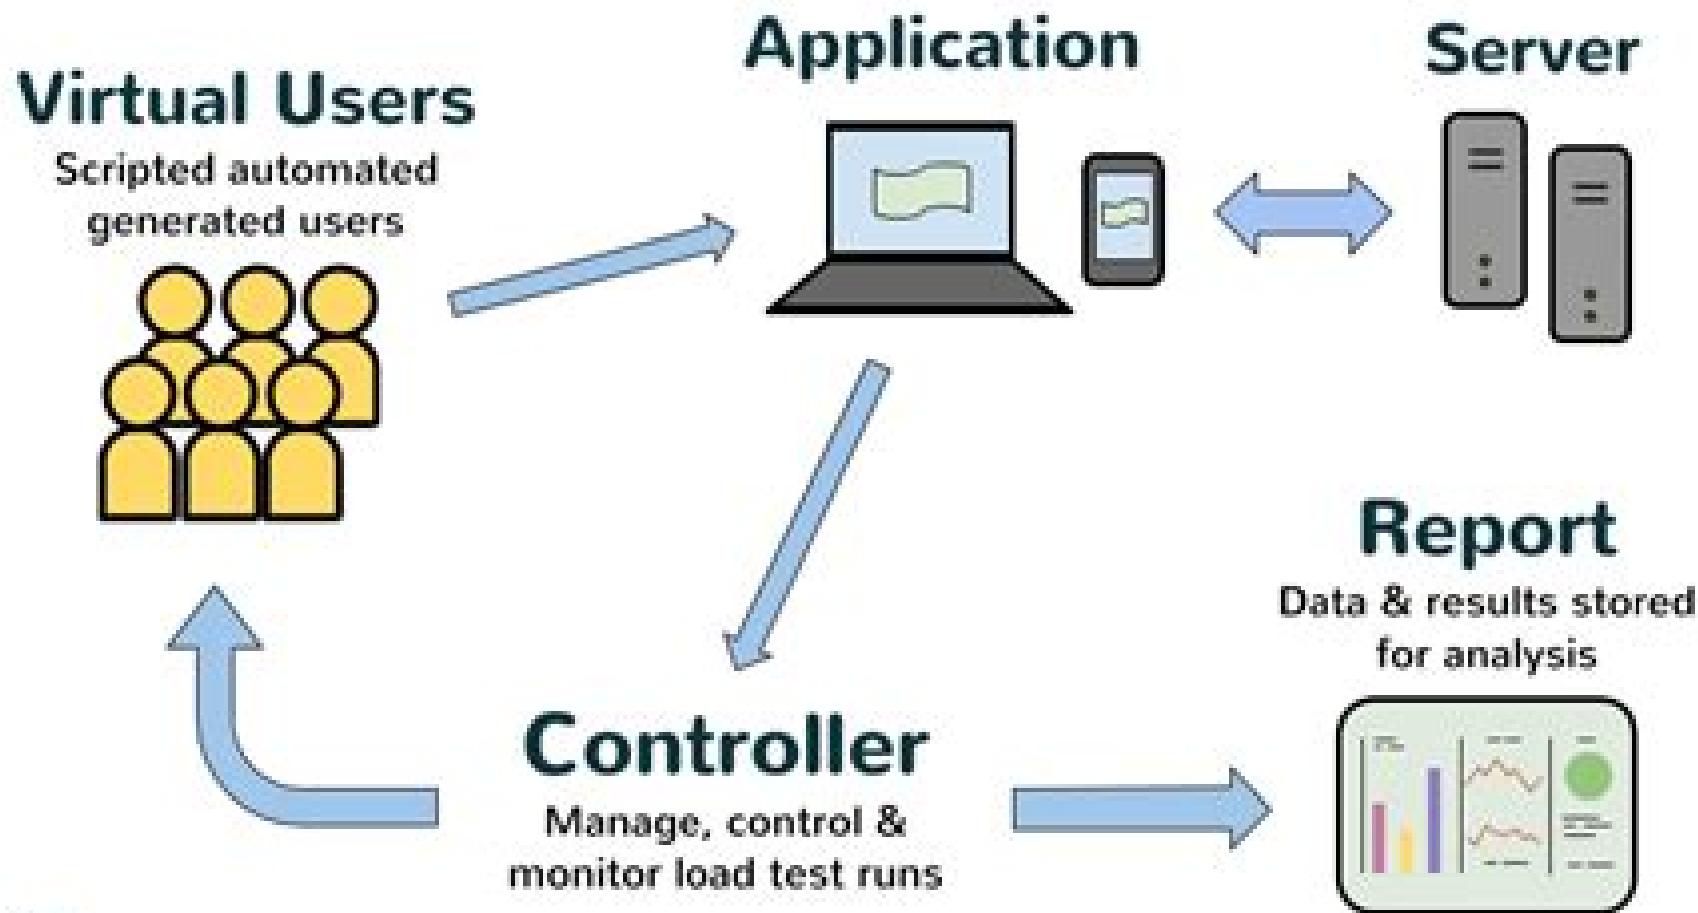 Virtual Users
Scripted automated
generated users
Application
Server
Controller
Manage, control &
monitor load test runs
Report
Data & results stored
for analysis